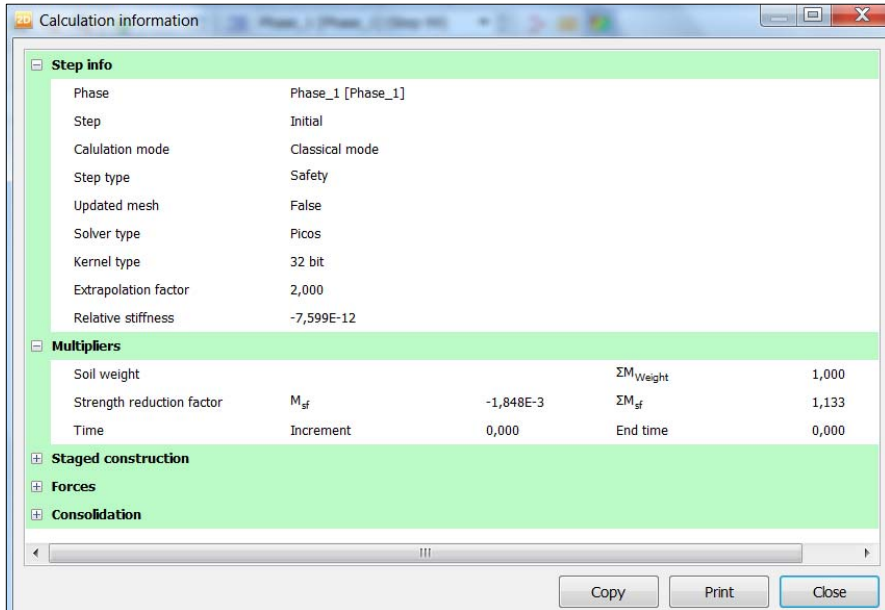 Calculation information
Step info
Phase Phase_1 [Phase_1]
Step Initial
Calulation mode Classical mode
Step type Safety
Updated mesh False
Solver type Picos
Kernel type 32 bit
Extrapolation factor 2,000
Relative stiffness -7,599E-12
Multipliers
Soil weight ΣM_Weight 1,000
Strength reduction factor M_sf -1,848E-3 ΣM_sf 1,133
Time Increment 0,000 End time 0,000
Staged construction
Forces
Consolidation
Copy Print Close